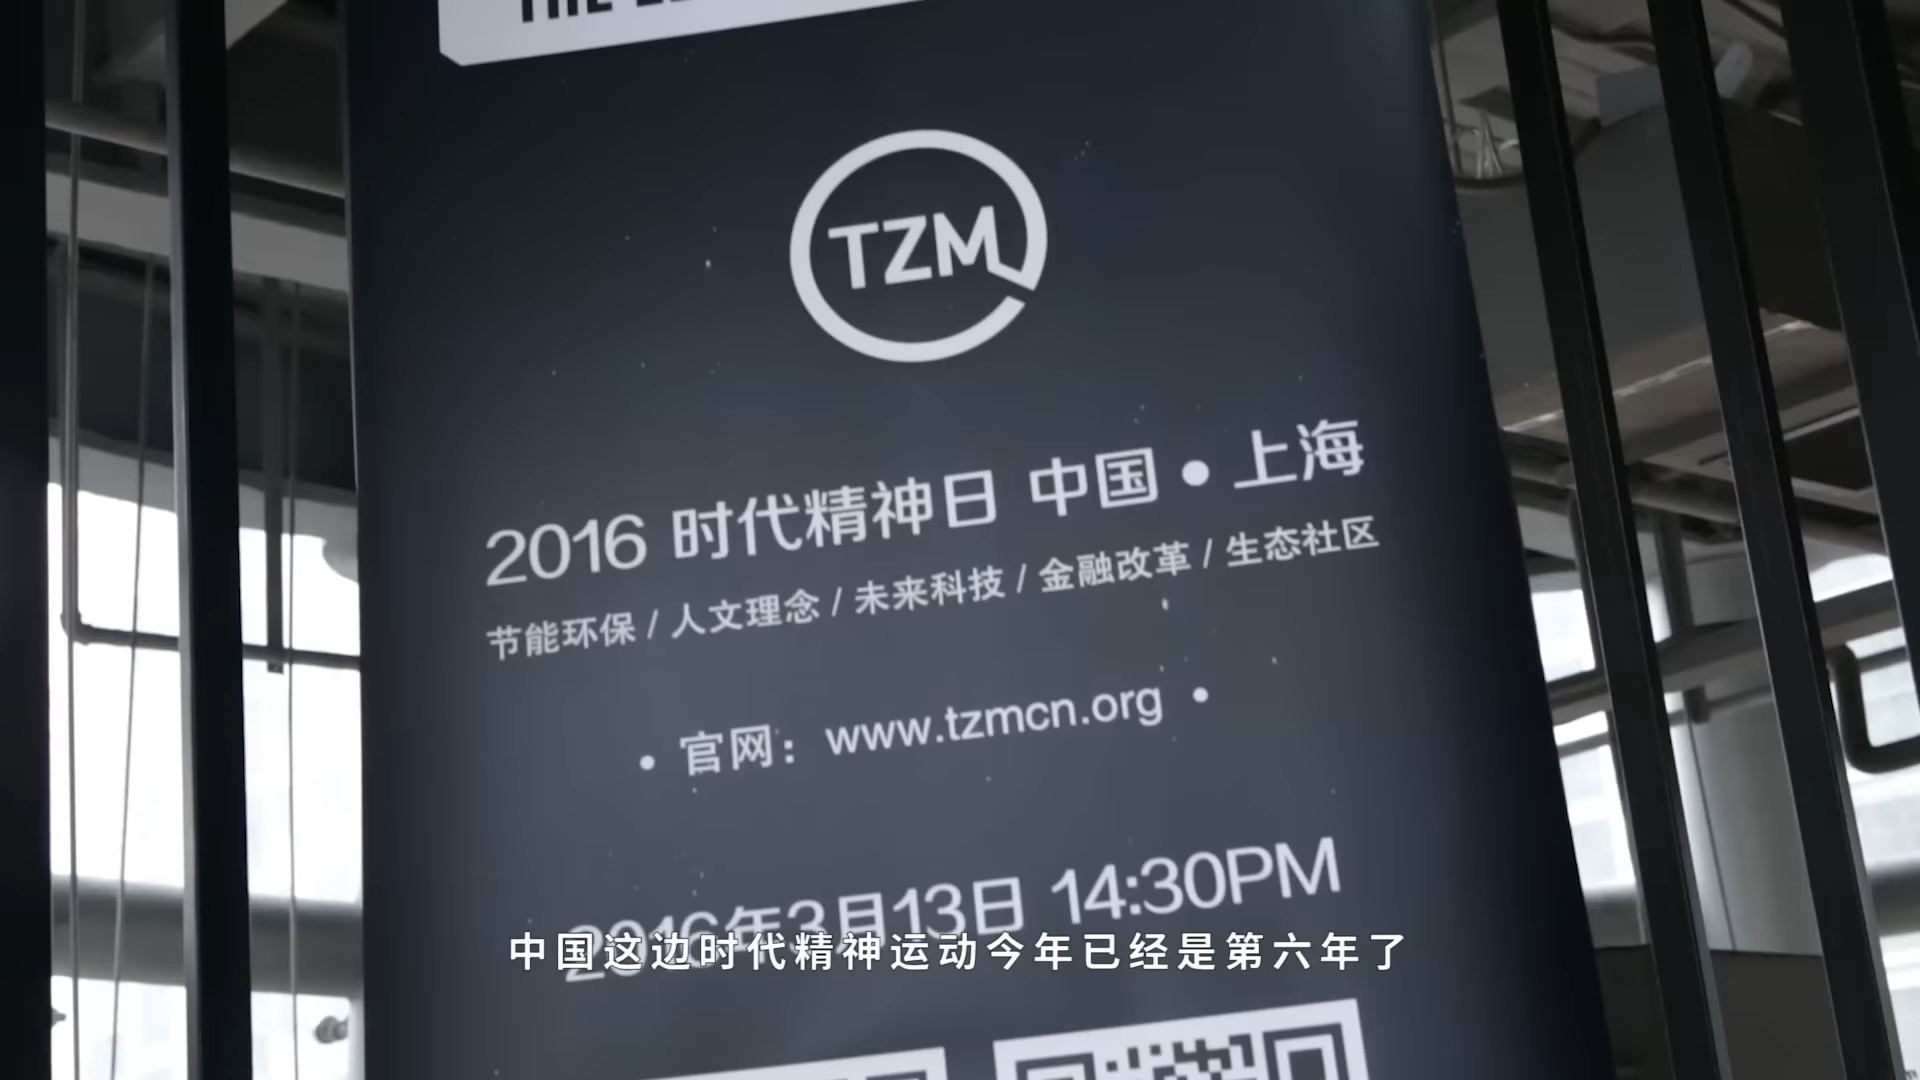 THE
TZM
2016 时代精神日 中国•上海
节能环保 / 人文理念 / 未来科技 / 金融改革 / 生态社区
• 官网：www.tzmcn.org •
2016年3月13日 14:30PM
中国这边时代精神运动今年已经是第六年了